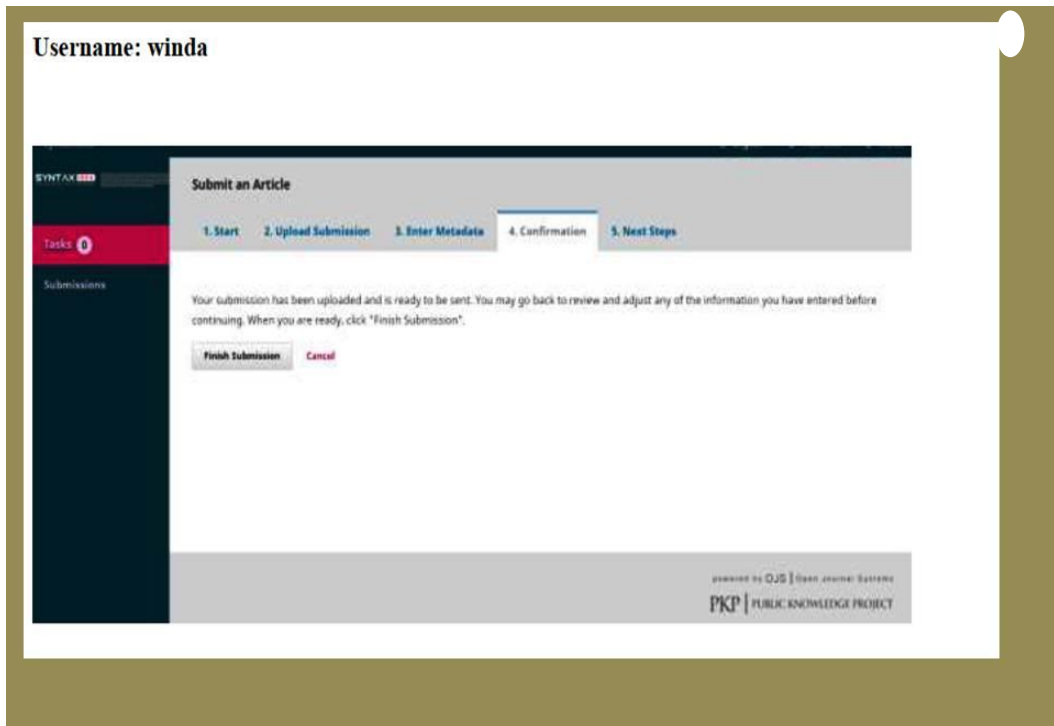 Username: winda
SYNTAX
Submit an Article
1. Start 2. Upload Submission 3. Enter Metadata 4. Confirmation 5. Next Steps
Tasks 0
Submissions
Your submission has been uploaded and is ready to be sent. You may go back to review and adjust any of the information you have entered before
continuing. When you are ready, click "Finish Submission".
Finish Submission Cancel
powered by OJS | Open Journal Systems
PKP | PUBLIC KNOWLEDGE PROJECT